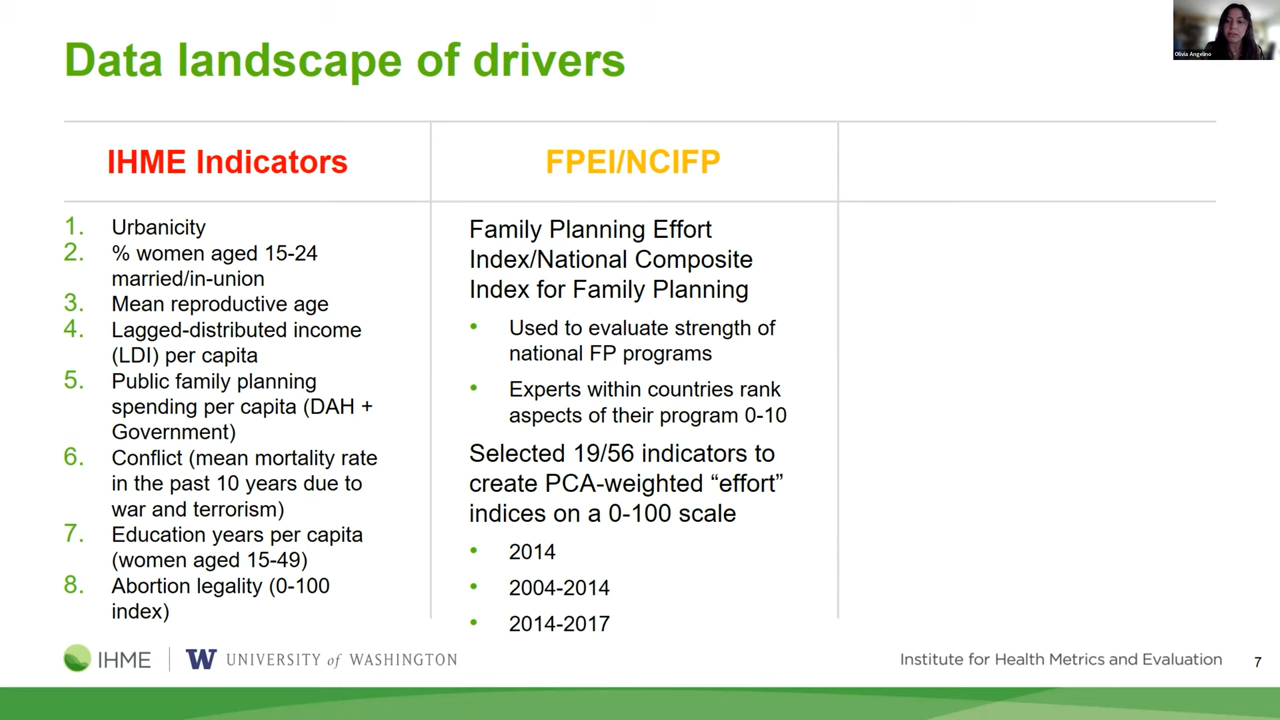 Data landscape of drivers
Olivia Angelino
IHME Indicators
1. Urbanicity
2. % women aged 15-24
married/in-union
3. Mean reproductive age
4. Lagged-distributed income
(LDI) per capita
5. Public family planning
spending per capita (DAH +
Government)
6. Conflict (mean mortality rate
in the past 10 years due to
war and terrorism)
7. Education years per capita
(women aged 15-49)
8. Abortion legality (0-100
index)
FPEI/NCIFP
Family Planning Effort
Index/National Composite
Index for Family Planning
• Used to evaluate strength of
national FP programs
• Experts within countries rank
aspects of their program 0-10
Selected 19/56 indicators to
create PCA-weighted “effort”
indices on a 0-100 scale
• 2014
• 2004-2014
• 2014-2017
IHME
W UNIVERSITY of WASHINGTON
Institute for Health Metrics and Evaluation
7